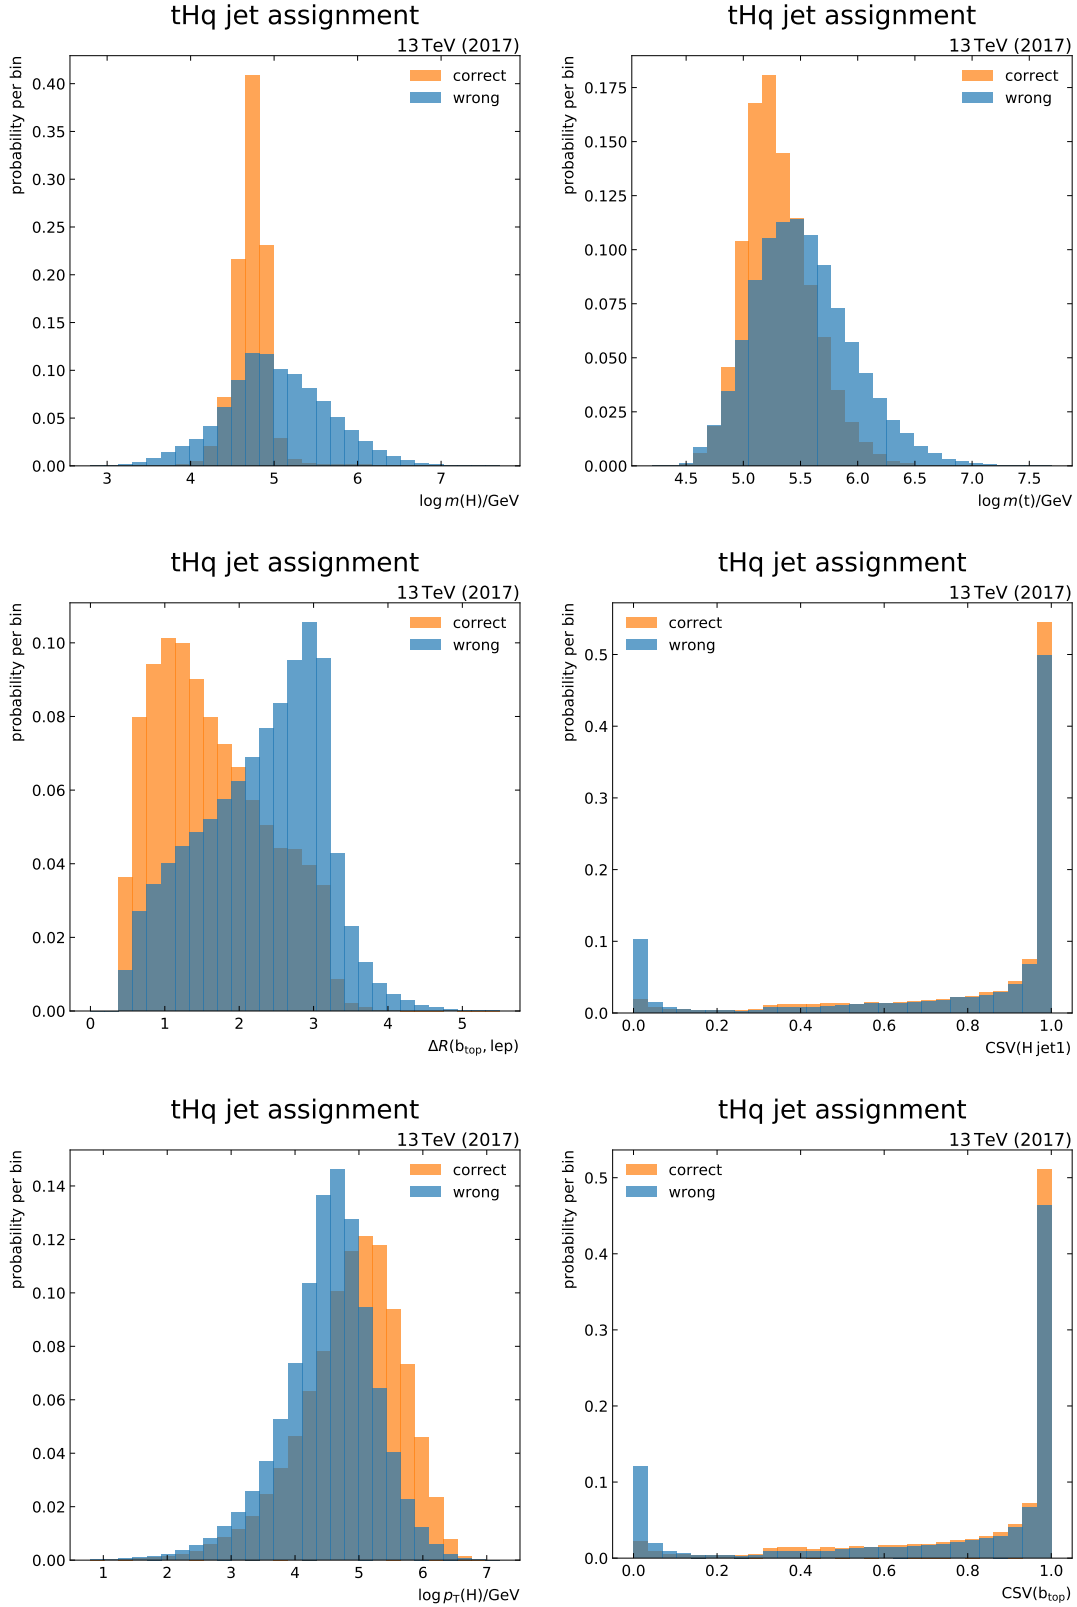 tHq jet assignment
13 TeV (2017)
probability per bin
correct
wrong
0.40
0.35
0.30
0.25
0.20
0.15
0.10
0.05
0.00
3 4 5 6 7
log m(H)/GeV
tHq jet assignment
13 TeV (2017)
probability per bin
correct
wrong
0.175
0.150
0.125
0.100
0.075
0.050
0.025
0.000
4.5 5.0 5.5 6.0 6.5 7.0 7.5
log m(t)/GeV
tHq jet assignment
13 TeV (2017)
probability per bin
correct
wrong
0.10
0.08
0.06
0.04
0.02
0.00
0 1 2 3 4 5
ΔR(b_top, lep)
tHq jet assignment
13 TeV (2017)
probability per bin
correct
wrong
0.5
0.4
0.3
0.2
0.1
0.0
0.0 0.2 0.4 0.6 0.8 1.0
CSV(H jet1)
tHq jet assignment
13 TeV (2017)
probability per bin
correct
wrong
0.14
0.12
0.10
0.08
0.06
0.04
0.02
0.00
1 2 3 4 5 6 7
log p_T(H)/GeV
tHq jet assignment
13 TeV (2017)
probability per bin
correct
wrong
0.5
0.4
0.3
0.2
0.1
0.0
0.0 0.2 0.4 0.6 0.8 1.0
CSV(b_top)